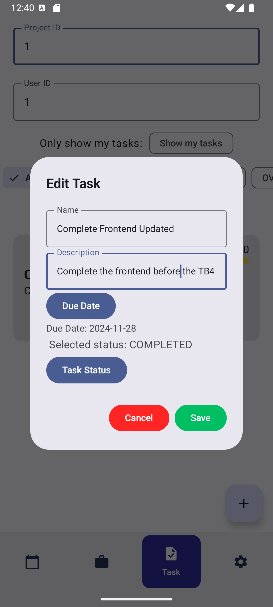 12:40
Project ID
1
User ID
1
Only show my tasks: Show my tasks
Edit Task
Name
Complete Frontend Updated
Description
Complete the frontend before the TB4
Due Date
Due Date: 2024-11-28
Selected status: COMPLETED
Task Status
Cancel Save
+
Task